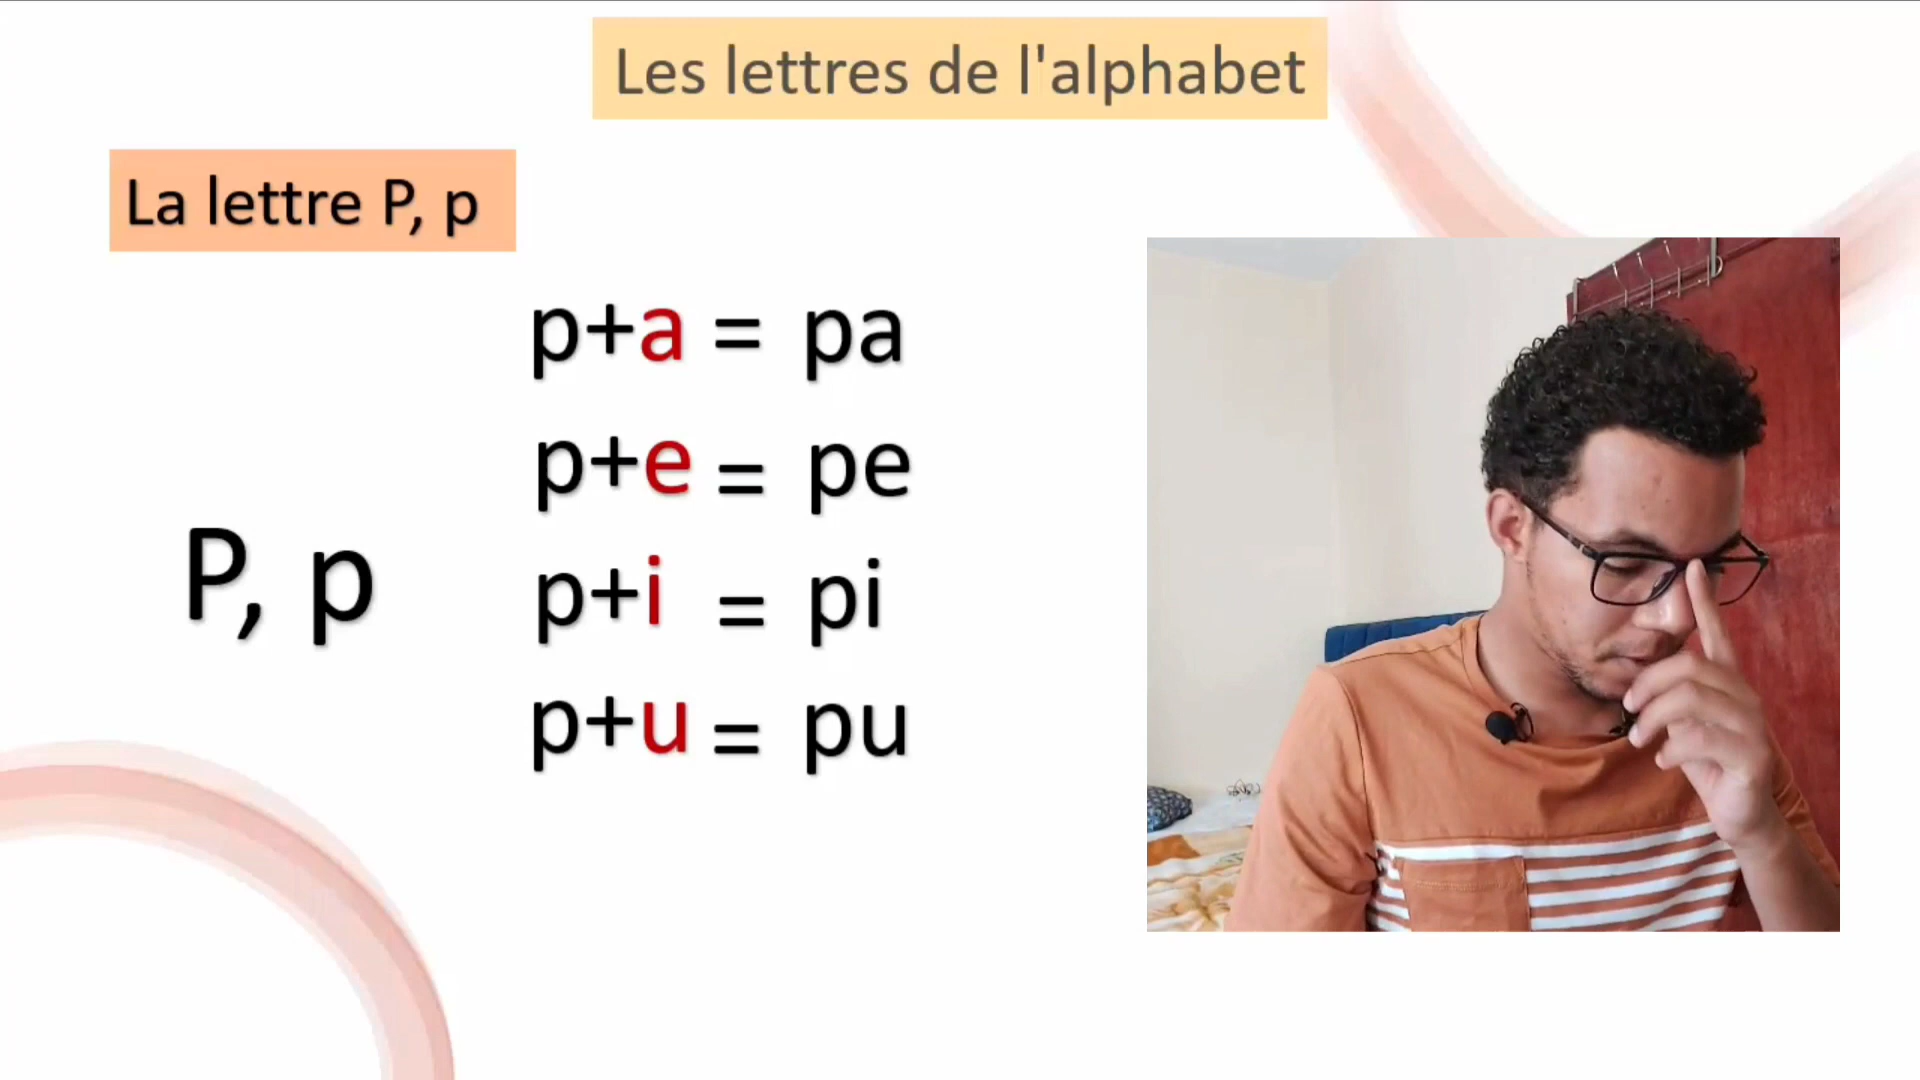 Les lettres de l'alphabet
La lettre P, p
p+a = pa
p+e = pe
P, p
p+i = pi
p+u = pu